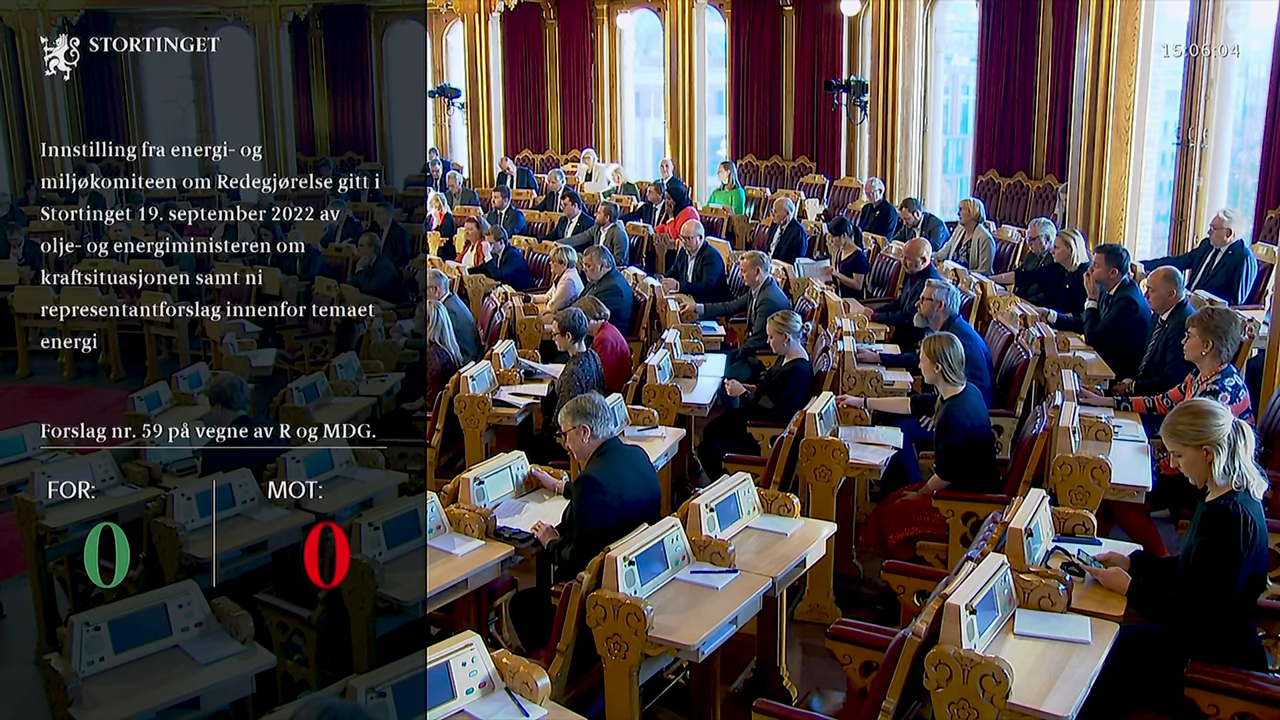 STORTINGET
15:06:04
Innstilling fra energi- og
miljøkomiteen om Redegjørelse gitt i
Stortinget 19. september 2022 av
olje- og energiministeren om
kraftsituasjonen samt ni
representantforslag innenfor temaet
energi
Forslag nr. 59 på vegne av R og MDG.
FOR: MOT:
0 0